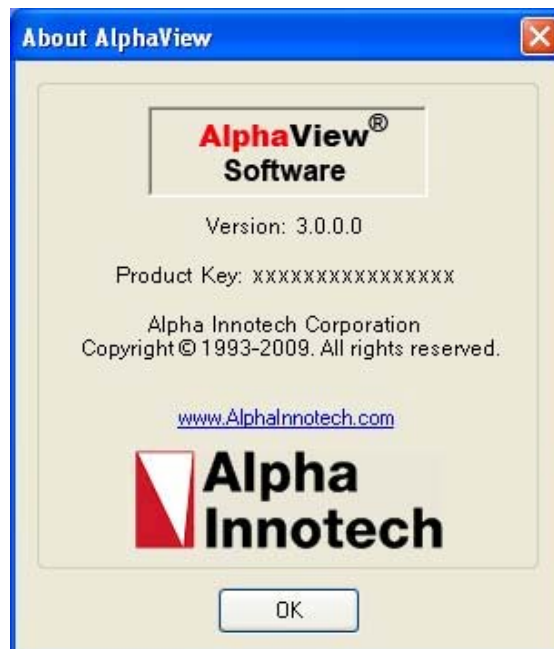 About AlphaView
AlphaView®
Software
Version: 3.0.0.0
Product Key: xxxxxxxxxxxxxxxx
Alpha Innotech Corporation
Copyright © 1993-2009. All rights reserved.
www.AlphaInnotech.com
Alpha
Innotech
OK